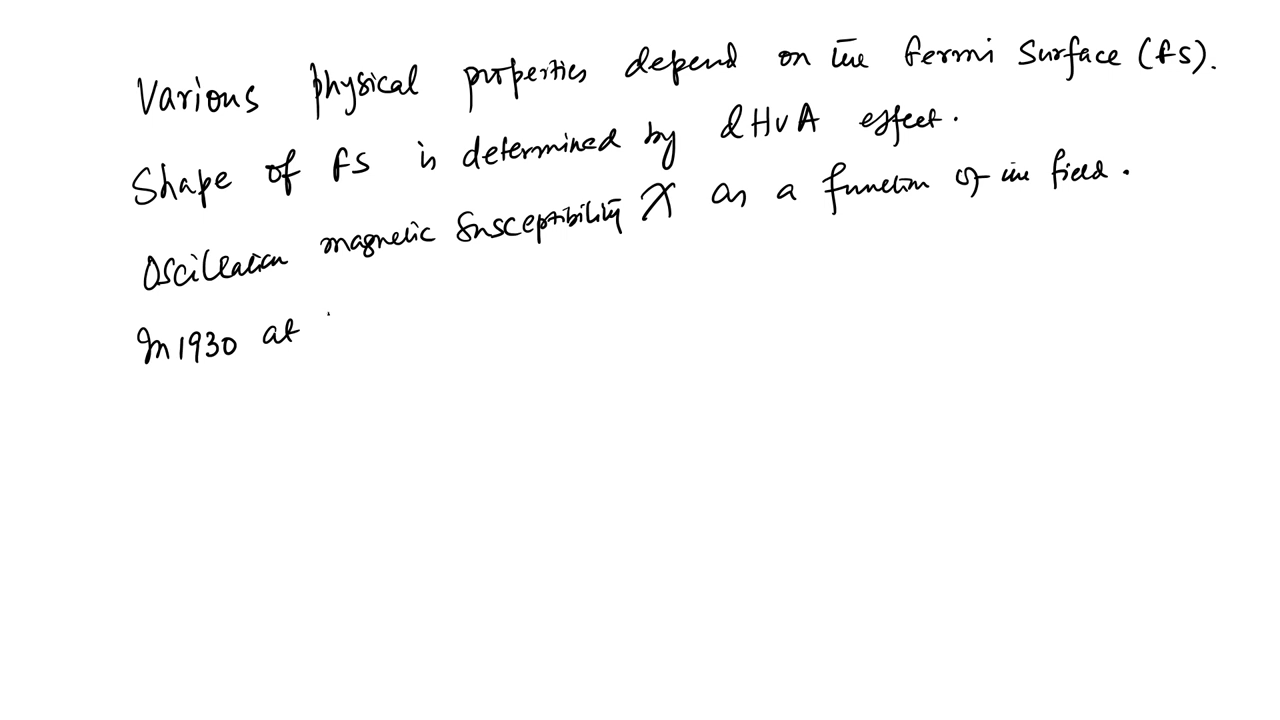 Various physical properties depend on the fermi Surface (fs).
Shape of fs is determined by dHvA effect.
Oscillation magnetic Susceptibility χ as a function of the field.
In 1930 at